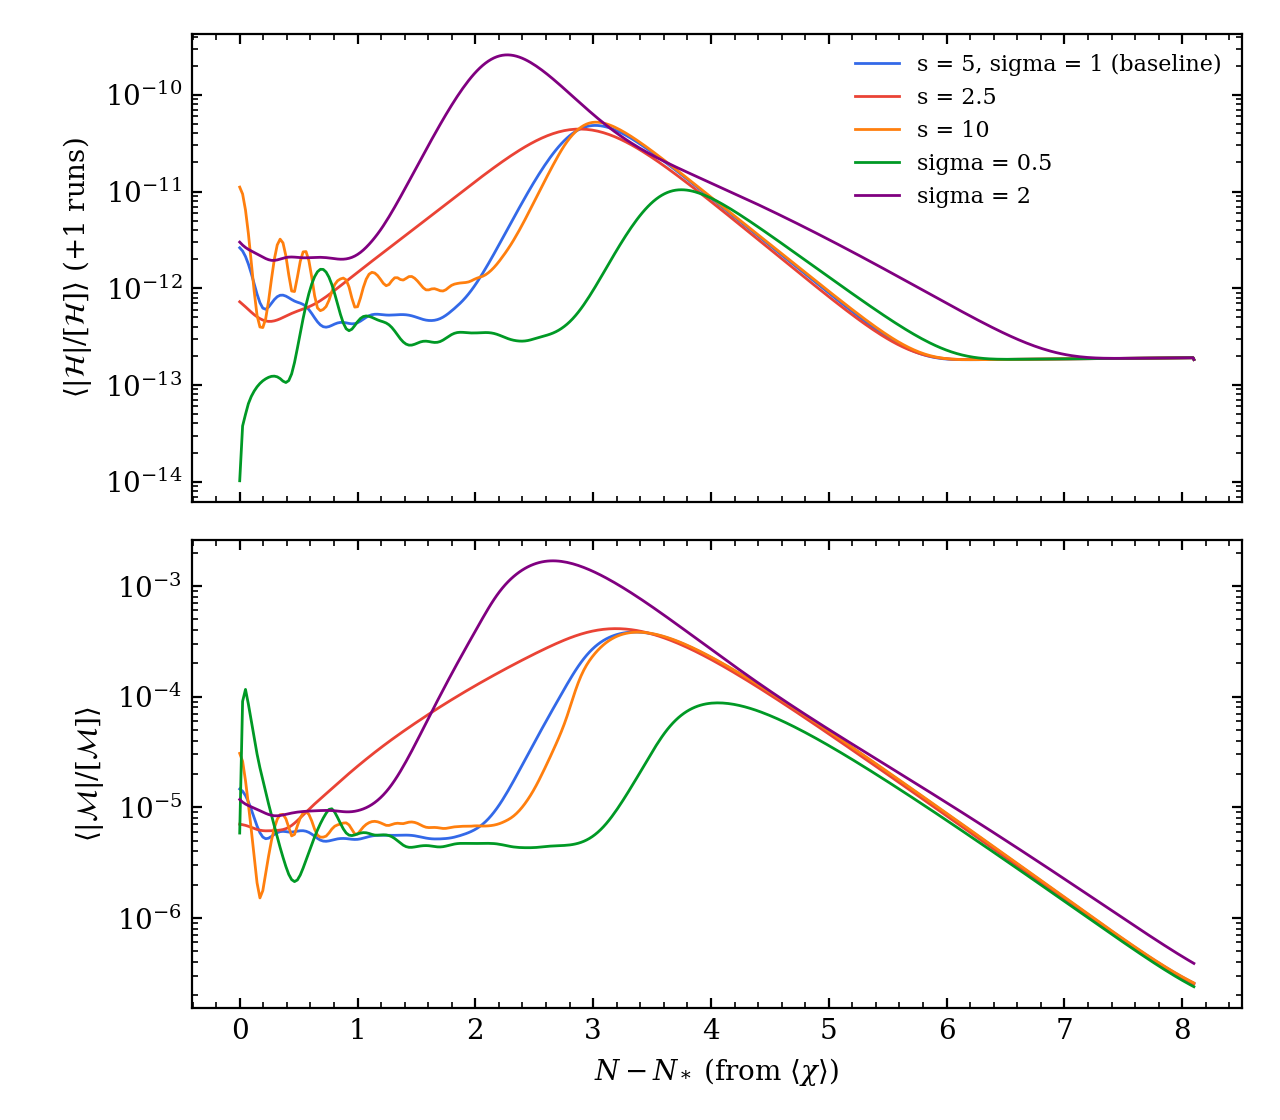 ⟨|ℋ|/[ℋ]⟩ (+1 runs)
10⁻¹⁰
10⁻¹¹
10⁻¹²
10⁻¹³
10⁻¹⁴
s = 5, sigma = 1 (baseline)
s = 2.5
s = 10
sigma = 0.5
sigma = 2
⟨|ℳ|/[ℳ]⟩
10⁻³
10⁻⁴
10⁻⁵
10⁻⁶
0 1 2 3 4 5 6 7 8
N − N∗ (from ⟨χ⟩)